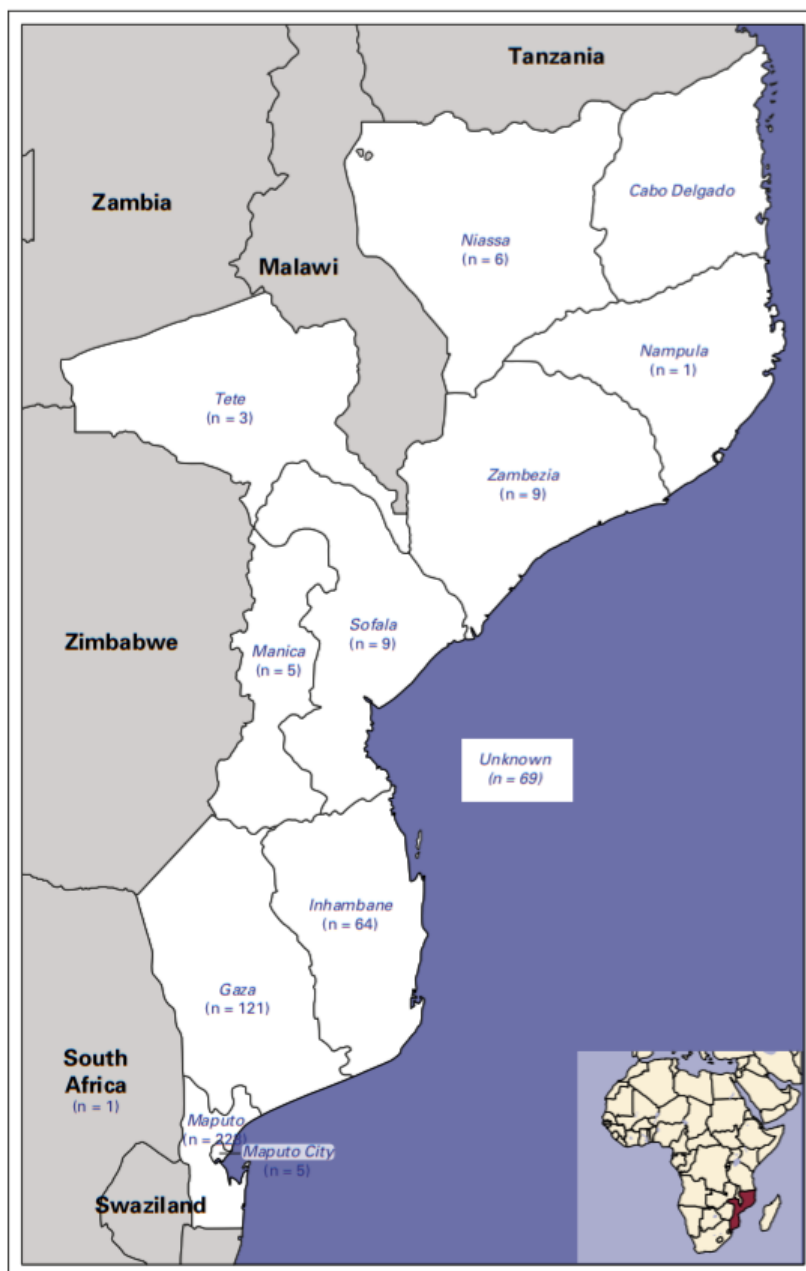 Tanzania
Zambia
Cabo Delgado
Niassa
(n = 6)
Malawi
Nampula
(n = 1)
Tete
(n = 3)
Zambezia
(n = 9)
Zimbabwe
Sofala
(n = 9)
Manica
(n = 5)
Unknown
(n = 69)
Inhambane
(n = 64)
Gaza
(n = 121)
South
Africa
(n = 1)
Maputo
(n = 228)
Maputo City
(n = 5)
Swaziland